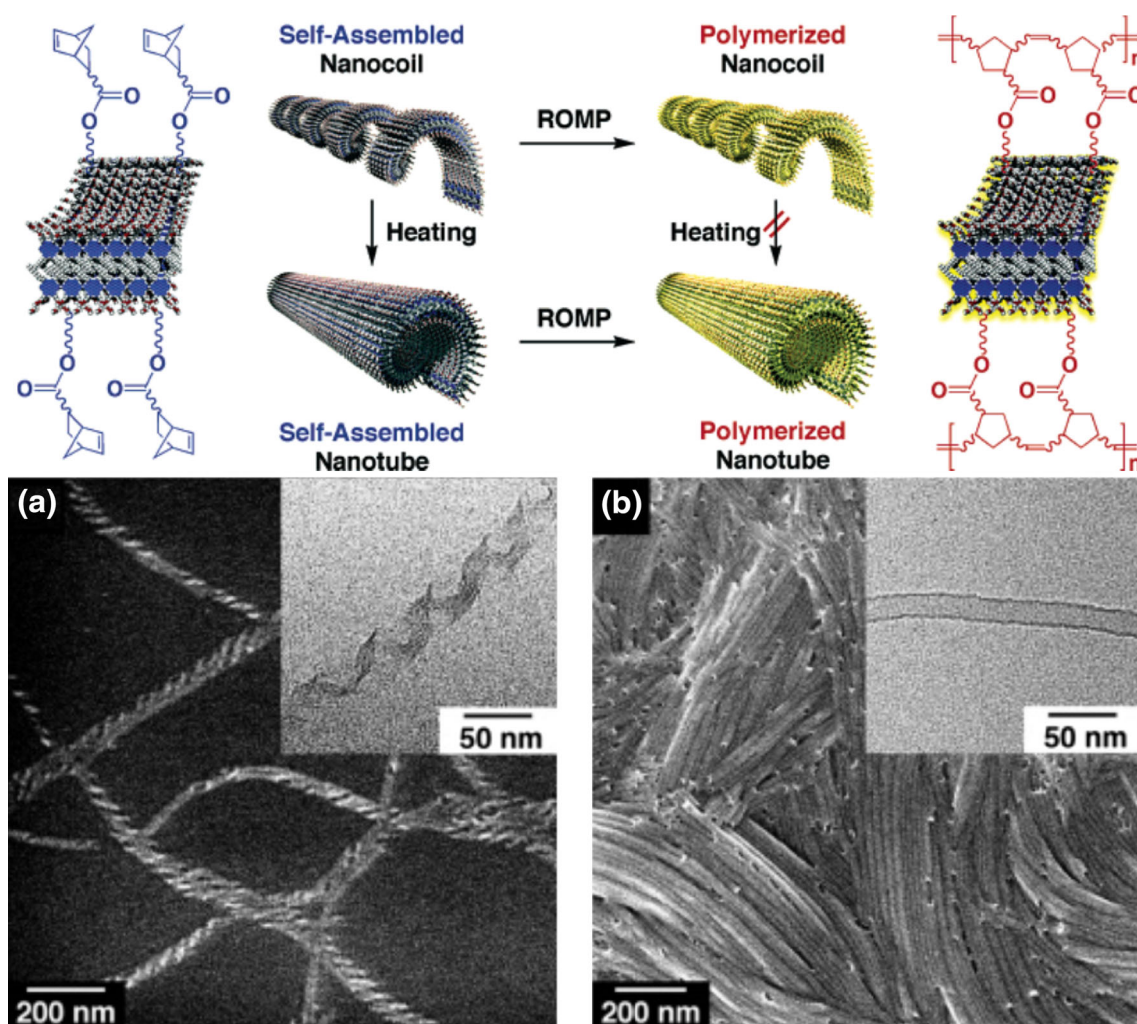 Self-Assembled
Nanocoil
ROMP
Polymerized
Nanocoil
Heating
Heating
ROMP
Self-Assembled
Nanotube
Polymerized
Nanotube
O
O
O
O
O
O
O
O
n
O
O
O
O
O
O
O
O
n
(a)
50 nm
200 nm
(b)
50 nm
200 nm